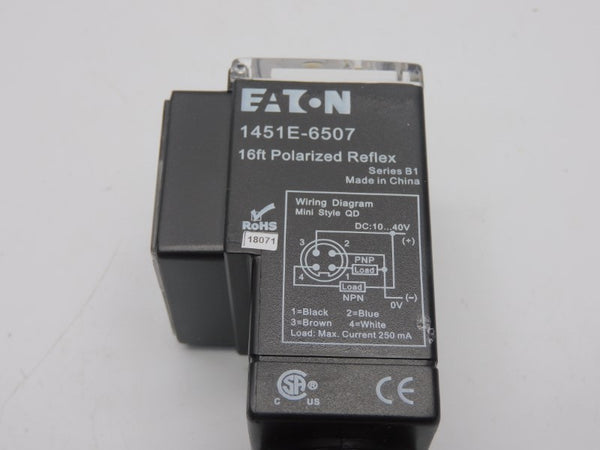 EATON
1451E-6507
16ft Polarized Reflex
Series B1
Made in China
RoHS
18071
Wiring Diagram
Mini Style QD
DC:10...40V
(+)
3 2
PNP
Load
4 1
Load
(−)
NPN 0V
1=Black 2=Blue
3=Brown 4=White
Load: Max. Current 250 mA
SA ®
C US
CE